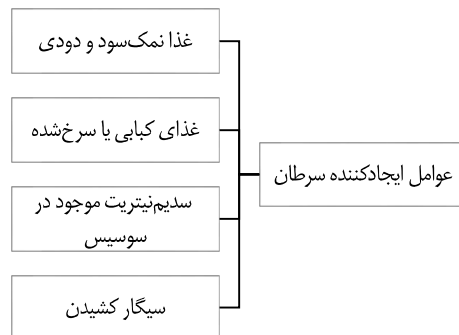 عوامل ایجادکننده سرطان
غذا نمک‌سود و دودی
غذای کبابی یا سرخ‌شده
سدیم‌نیتریت موجود در
سوسیس
سیگار کشیدن